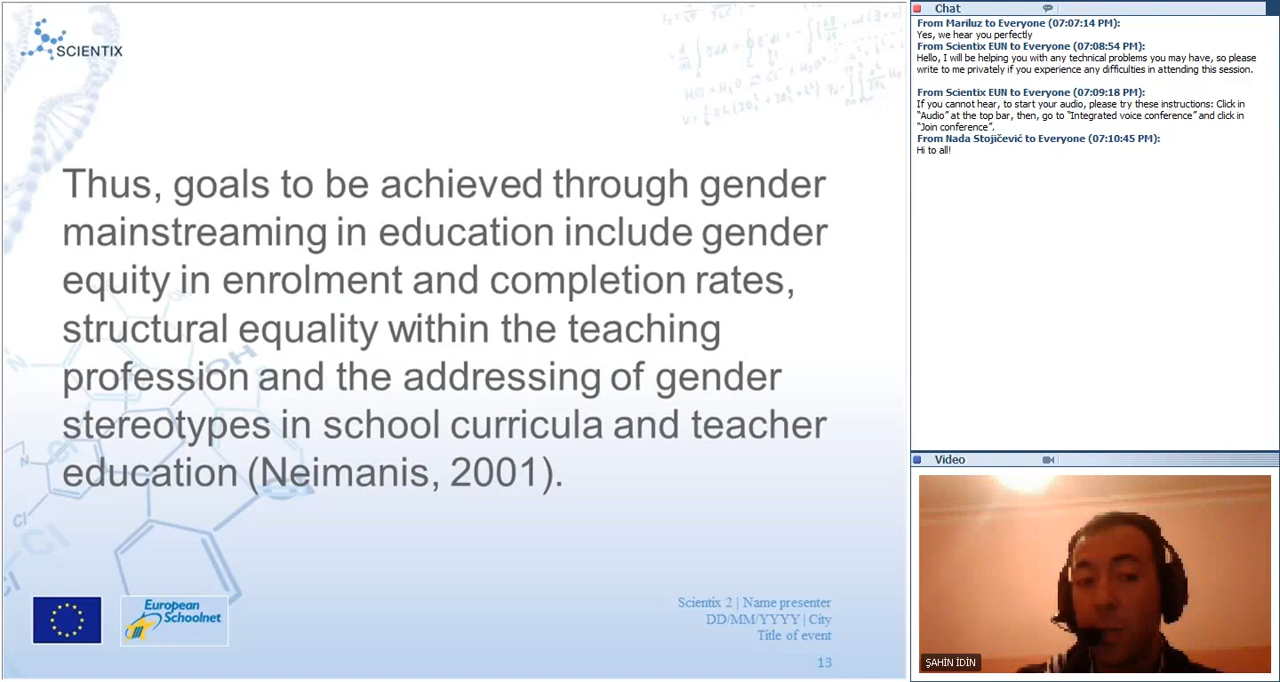 SCIENTIX
Thus, goals to be achieved through gender
mainstreaming in education include gender
equity in enrolment and completion rates,
structural equality within the teaching
profession and the addressing of gender
stereotypes in school curricula and teacher
education (Neimanis, 2001).
European
Schoolnet
Scientix 2 | Name presenter
DD/MM/YYYY | City
Title of event
13
Chat
From Mariluz to Everyone (07:07:14 PM):
Yes, we hear you perfectly
From Scientix EUN to Everyone (07:08:54 PM):
Hello, I will be helping you with any technical problems you may have, so please
write to me privately if you experience any difficulties in attending this session.
From Scientix EUN to Everyone (07:09:18 PM):
If you cannot hear, to start your audio, please try these instructions: Click in
"Audio" at the top bar, then, go to "Integrated voice conference" and click in
"Join conference".
From Nada Stojičević to Everyone (07:10:45 PM):
Hi to all!
Video
ŞAHİN İDİN